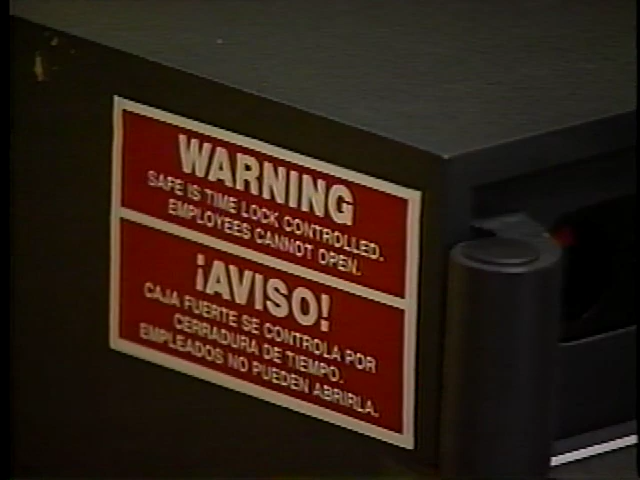 WARNING
SAFE IS TIME LOCK CONTROLLED.
EMPLOYEES CANNOT OPEN.
¡AVISO!
CAJA FUERTE SE CONTROLA POR
CERRADURA DE TIEMPO.
EMPLEADOS NO PUEDEN ABRIRLA.